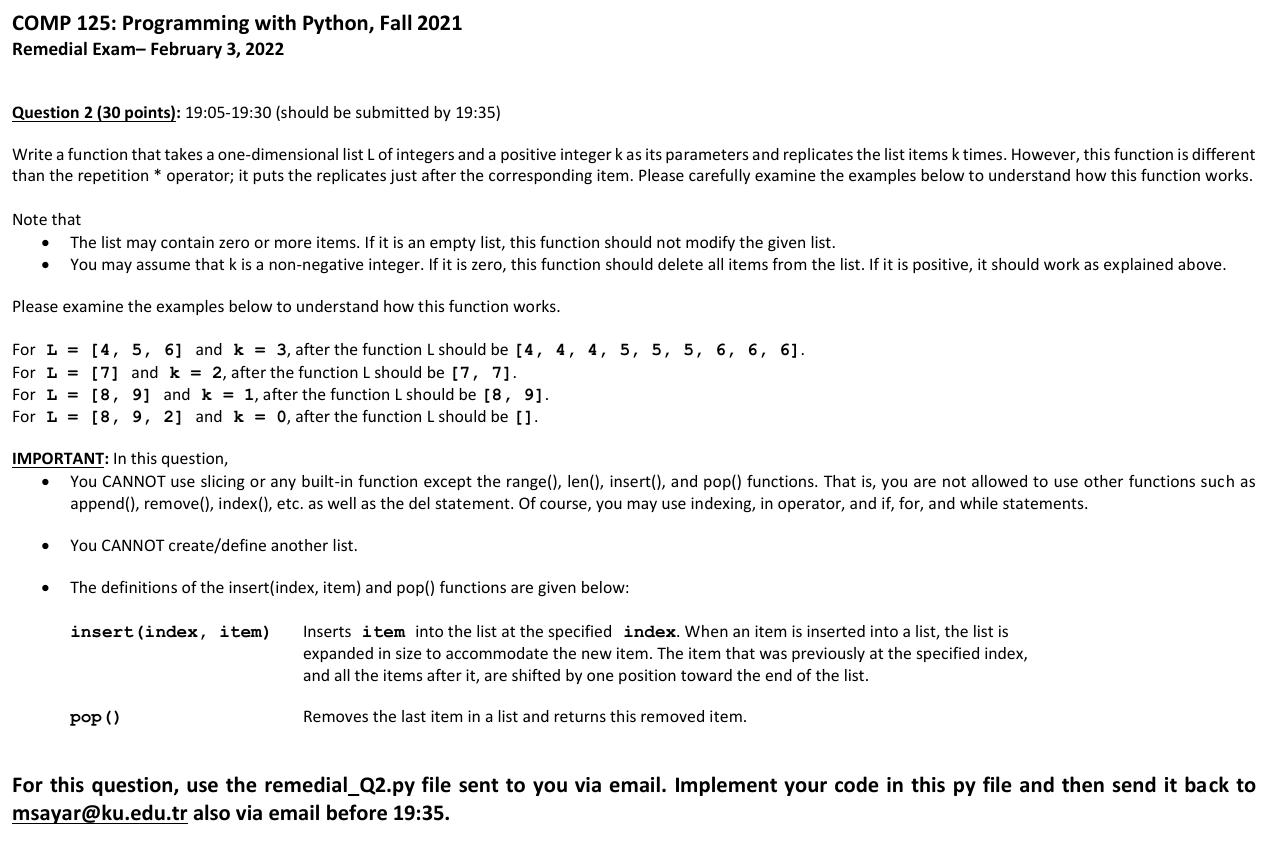 COMP 125: Programming with Python, Fall 2021
Remedial Exam– February 3, 2022
Question 2 (30 points): 19:05-19:30 (should be submitted by 19:35)
Write a function that takes a one-dimensional list L of integers and a positive integer k as its parameters and replicates the list items k times. However, this function is different
than the repetition * operator; it puts the replicates just after the corresponding item. Please carefully examine the examples below to understand how this function works.
Note that
• The list may contain zero or more items. If it is an empty list, this function should not modify the given list.
• You may assume that k is a non-negative integer. If it is zero, this function should delete all items from the list. If it is positive, it should work as explained above.
Please examine the examples below to understand how this function works.
For L = [4, 5, 6] and k = 3, after the function L should be [4, 4, 4, 5, 5, 5, 6, 6, 6].
For L = [7] and k = 2, after the function L should be [7, 7].
For L = [8, 9] and k = 1, after the function L should be [8, 9].
For L = [8, 9, 2] and k = 0, after the function L should be [].
IMPORTANT: In this question,
• You CANNOT use slicing or any built-in function except the range(), len(), insert(), and pop() functions. That is, you are not allowed to use other functions such as
append(), remove(), index(), etc. as well as the del statement. Of course, you may use indexing, in operator, and if, for, and while statements.
• You CANNOT create/define another list.
• The definitions of the insert(index, item) and pop() functions are given below:
insert(index, item) Inserts item into the list at the specified index. When an item is inserted into a list, the list is
expanded in size to accommodate the new item. The item that was previously at the specified index,
and all the items after it, are shifted by one position toward the end of the list.
pop() Removes the last item in a list and returns this removed item.
For this question, use the remedial_Q2.py file sent to you via email. Implement your code in this py file and then send it back to
msayar@ku.edu.tr also via email before 19:35.